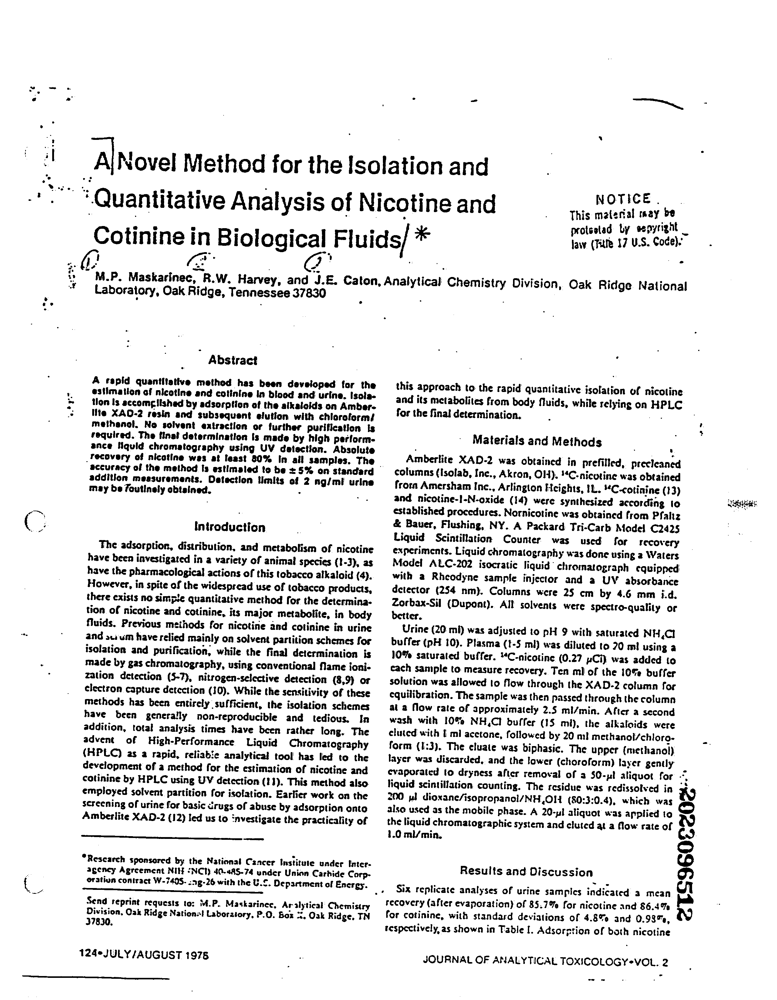 A Novel Method for the Isolation and
Quantitative Analysis of Nicotine and
Cotinine in Biological Fluids/*
NOTICE
This material may be
protected by copyright
law (Title 17 U.S. Code).
M.P. Maskarinec, R.W. Harvey, and J.E. Caton, Analytical Chemistry Division, Oak Ridge National
Laboratory, Oak Ridge, Tennessee 37830
Abstract
A rapid quantitative method has been developed for the
estimation of nicotine and cotinine in blood and urine. Isola-
tion is accomplished by adsorption of the alkaloids on Amber-
lite XAD-2 resin and subsequent elution with chloroform/
methanol. No solvent extraction or further purification is
required. The final determination is made by high perform-
ance liquid chromatography using UV detection. Absolute
recovery of nicotine was at least 80% in all samples. The
accuracy of the method is estimated to be ± 5% on standard
addition measurements. Detection limits of 2 ng/ml urine
may be routinely obtained.
Introduction
The adsorption, distribution, and metabolism of nicotine
have been investigated in a variety of animal species (1-3), as
have the pharmacological actions of this tobacco alkaloid (4).
However, in spite of the widespread use of tobacco products,
there exists no simple quantitative method for the determina-
tion of nicotine and cotinine, its major metabolite, in body
fluids. Previous methods for nicotine and cotinine in urine
and serum have relied mainly on solvent partition schemes for
isolation and purification, while the final determination is
made by gas chromatography, using conventional flame ioni-
zation detection (5-7), nitrogen-selective detection (8,9) or
electron capture detection (10). While the sensitivity of these
methods has been entirely sufficient, the isolation schemes
have been generally non-reproducible and tedious. In
addition, total analysis times have been rather long. The
advent of High-Performance Liquid Chromatography
(HPLC) as a rapid, reliable analytical tool has led to the
development of a method for the estimation of nicotine and
cotinine by HPLC using UV detection (11). This method also
employed solvent partition for isolation. Earlier work on the
screening of urine for basic drugs of abuse by adsorption onto
Amberlite XAD-2 (12) led us to investigate the practicality of
*Research sponsored by the National Cancer Institute under Inter-
agency Agreement NIH (NCI) 40-485-74 under Union Carbide Corp-
oration contract W-7405-eng-26 with the U.S. Department of Energy.
Send reprint requests to: M.P. Maskarinec, Analytical Chemistry
Division, Oak Ridge National Laboratory, P.O. Box X, Oak Ridge, TN
37830.
this approach to the rapid quantitative isolation of nicotine
and its metabolites from body fluids, while relying on HPLC
for the final determination.
Materials and Methods
Amberlite XAD-2 was obtained in prefilled, precleaned
columns (Isolab, Inc., Akron, OH). ¹⁴C-nicotine was obtained
from Amersham Inc., Arlington Heights, IL. ¹⁴C-cotinine (13)
and nicotine-1-N-oxide (14) were synthesized according to
established procedures. Nornicotine was obtained from Pfaltz
& Bauer, Flushing, NY. A Packard Tri-Carb Model C2425
Liquid Scintillation Counter was used for recovery
experiments. Liquid chromatography was done using a Waters
Model ALC-202 isocratic liquid chromatograph equipped
with a Rheodyne sample injector and a UV absorbance
detector (254 nm). Columns were 25 cm by 4.6 mm i.d.
Zorbax-Sil (Dupont). All solvents were spectro-quality or
better.
Urine (20 ml) was adjusted to pH 9 with saturated NH₄Cl
buffer (pH 10). Plasma (1-5 ml) was diluted to 20 ml using a
10% saturated buffer. ¹⁴C-nicotine (0.27 µCi) was added to
each sample to measure recovery. Ten ml of the 10% buffer
solution was allowed to flow through the XAD-2 column for
equilibration. The sample was then passed through the column
at a flow rate of approximately 2.5 ml/min. After a second
wash with 10% NH₄Cl buffer (15 ml), the alkaloids were
eluted with 1 ml acetone, followed by 20 ml methanol/chloro-
form (1:3). The eluate was biphasic. The upper (methanol)
layer was discarded, and the lower (choroform) layer gently
evaporated to dryness after removal of a 50-µl aliquot for
liquid scintillation counting. The residue was redissolved in
200 µl dioxane/isopropanol/NH₄OH (80:3:0.4), which was
also used as the mobile phase. A 20-µl aliquot was applied to
the liquid chromatographic system and eluted at a flow rate of
1.0 ml/min.
Results and Discussion
Six replicate analyses of urine samples indicated a mean
recovery (after evaporation) of 85.7% for nicotine and 86.4%
for cotinine, with standard deviations of 4.8% and 0.98%,
respectively, as shown in Table I. Adsorption of both nicotine
2023096512
124•JULY/AUGUST 1978
JOURNAL OF ANALYTICAL TOXICOLOGY•VOL. 2